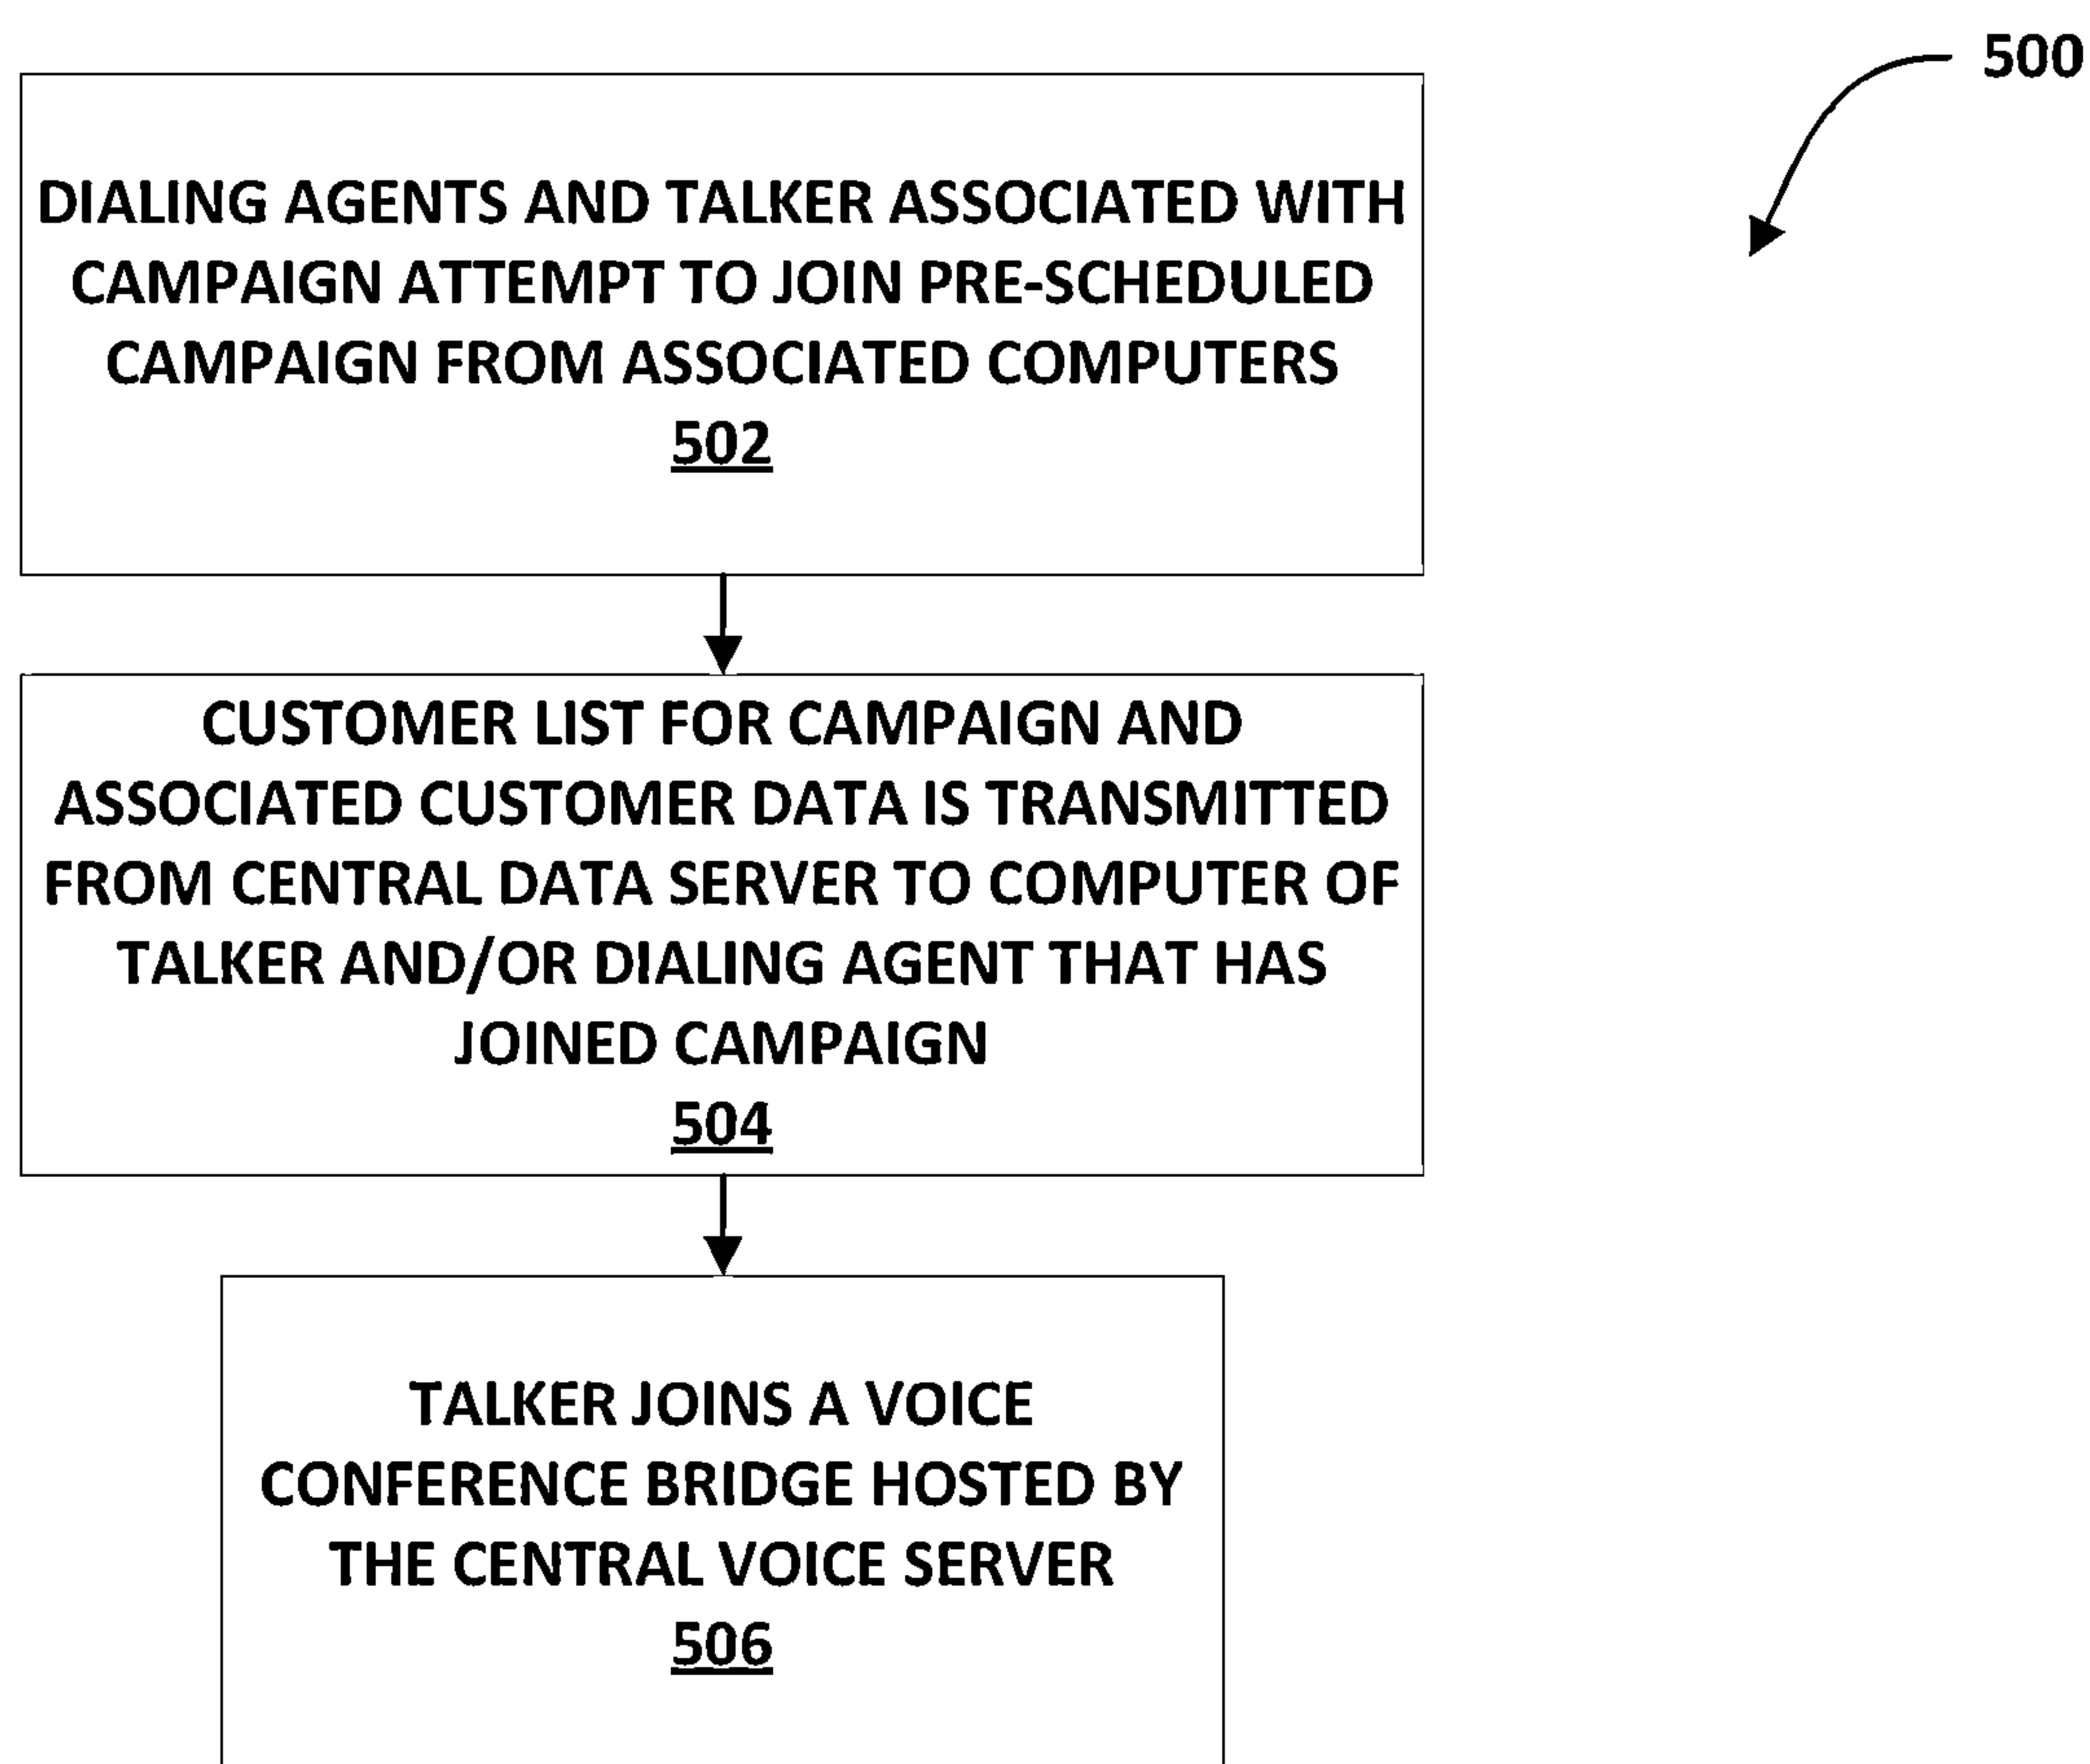 500
DIALING AGENTS AND TALKER ASSOCIATED WITH
CAMPAIGN ATTEMPT TO JOIN PRE-SCHEDULED
CAMPAIGN FROM ASSOCIATED COMPUTERS
502
CUSTOMER LIST FOR CAMPAIGN AND
ASSOCIATED CUSTOMER DATA IS TRANSMITTED
FROM CENTRAL DATA SERVER TO COMPUTER OF
TALKER AND/OR DIALING AGENT THAT HAS
JOINED CAMPAIGN
504
TALKER JOINS A VOICE
CONFERENCE BRIDGE HOSTED BY
THE CENTRAL VOICE SERVER
506